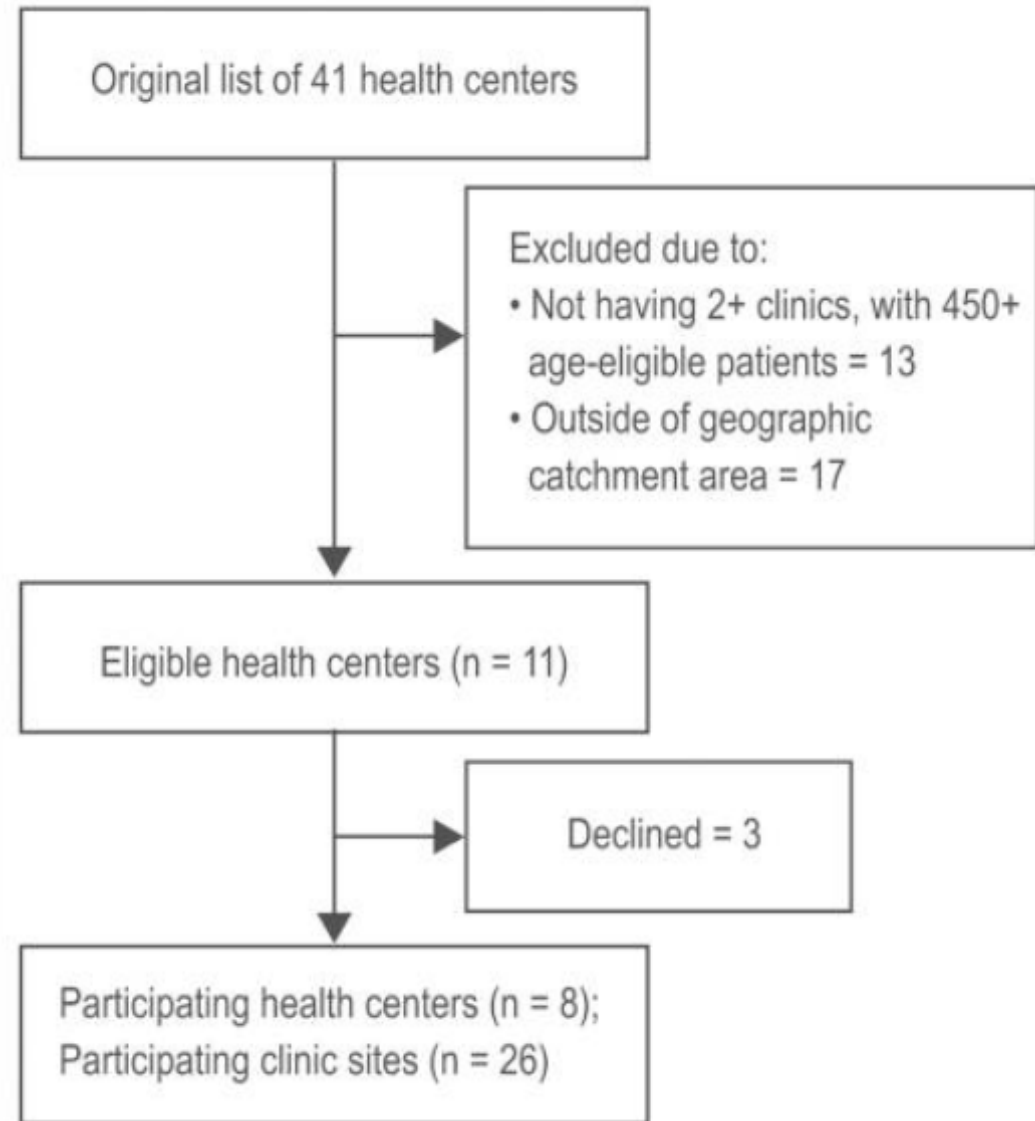 Original list of 41 health centers
Excluded due to:
• Not having 2+ clinics, with 450+
age-eligible patients = 13
• Outside of geographic
catchment area = 17
Eligible health centers (n = 11)
Declined = 3
Participating health centers (n = 8);
Participating clinic sites (n = 26)